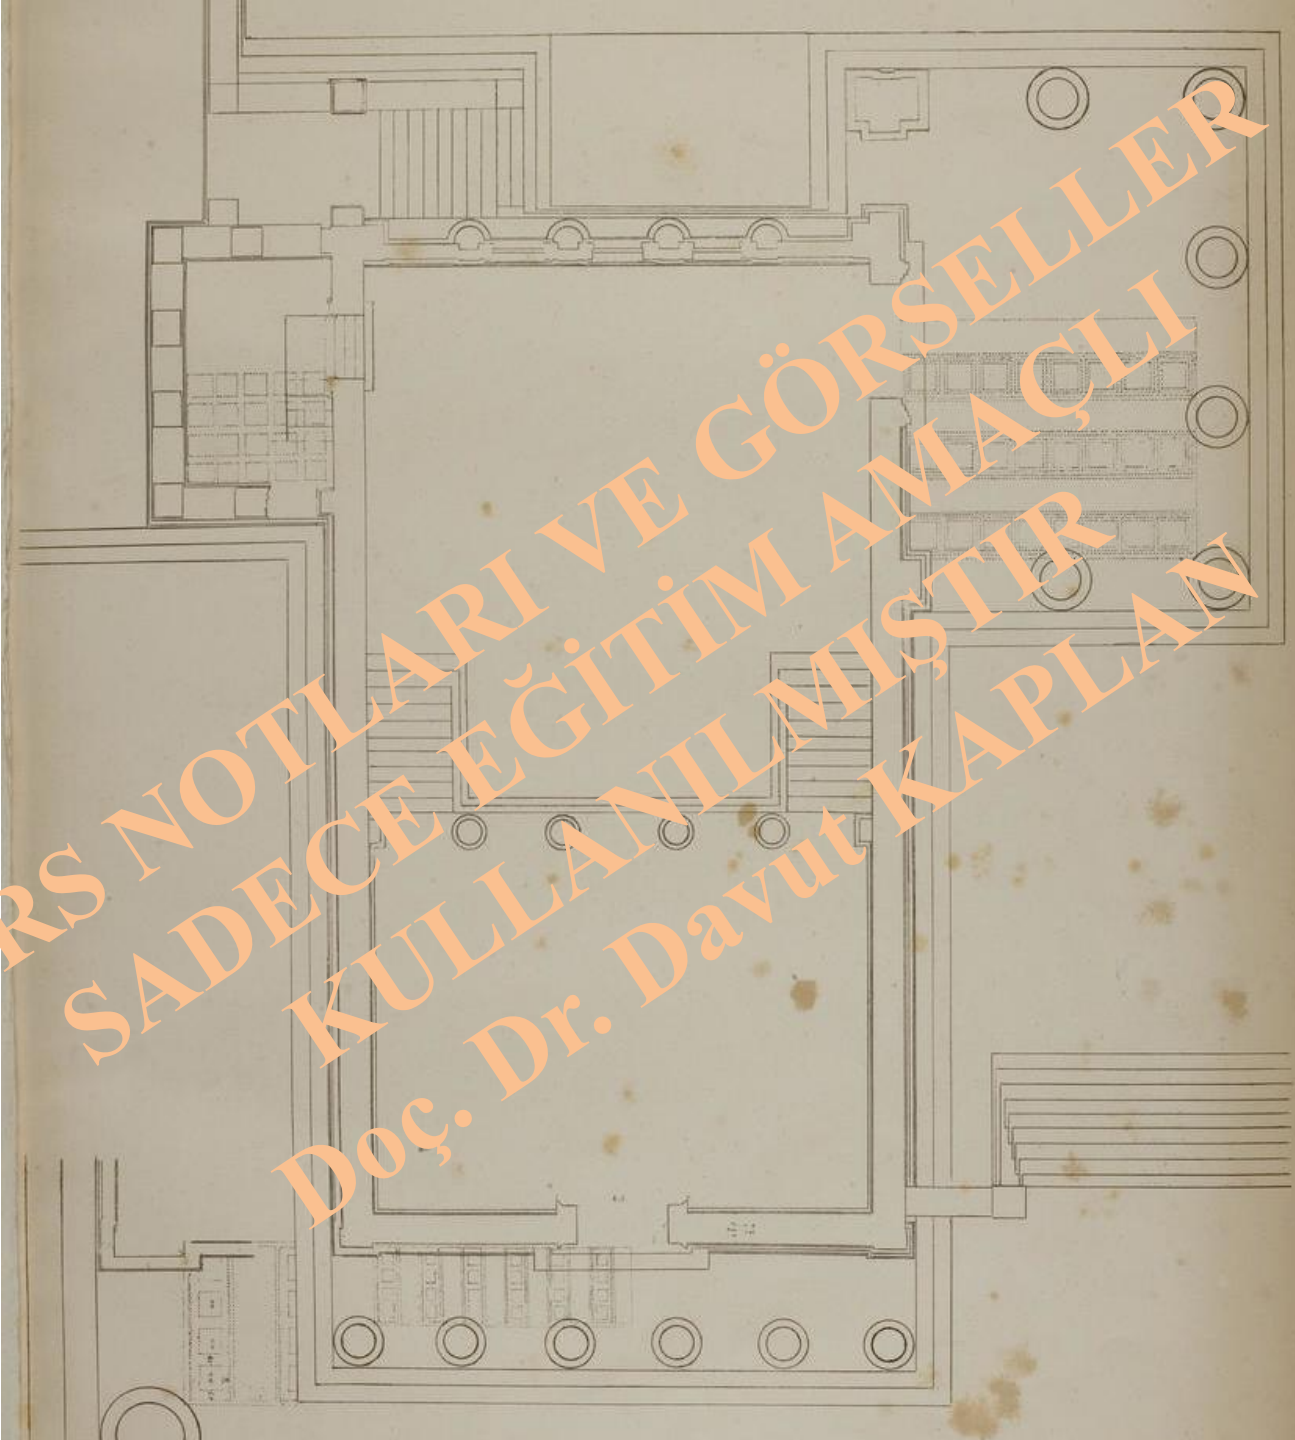 RS NOTLARI VE GÖRSELLER
SADECE EĞİTİM AMAÇLI
KULLANILMIŞTIR
Doç. Dr. Davut KAPLAN